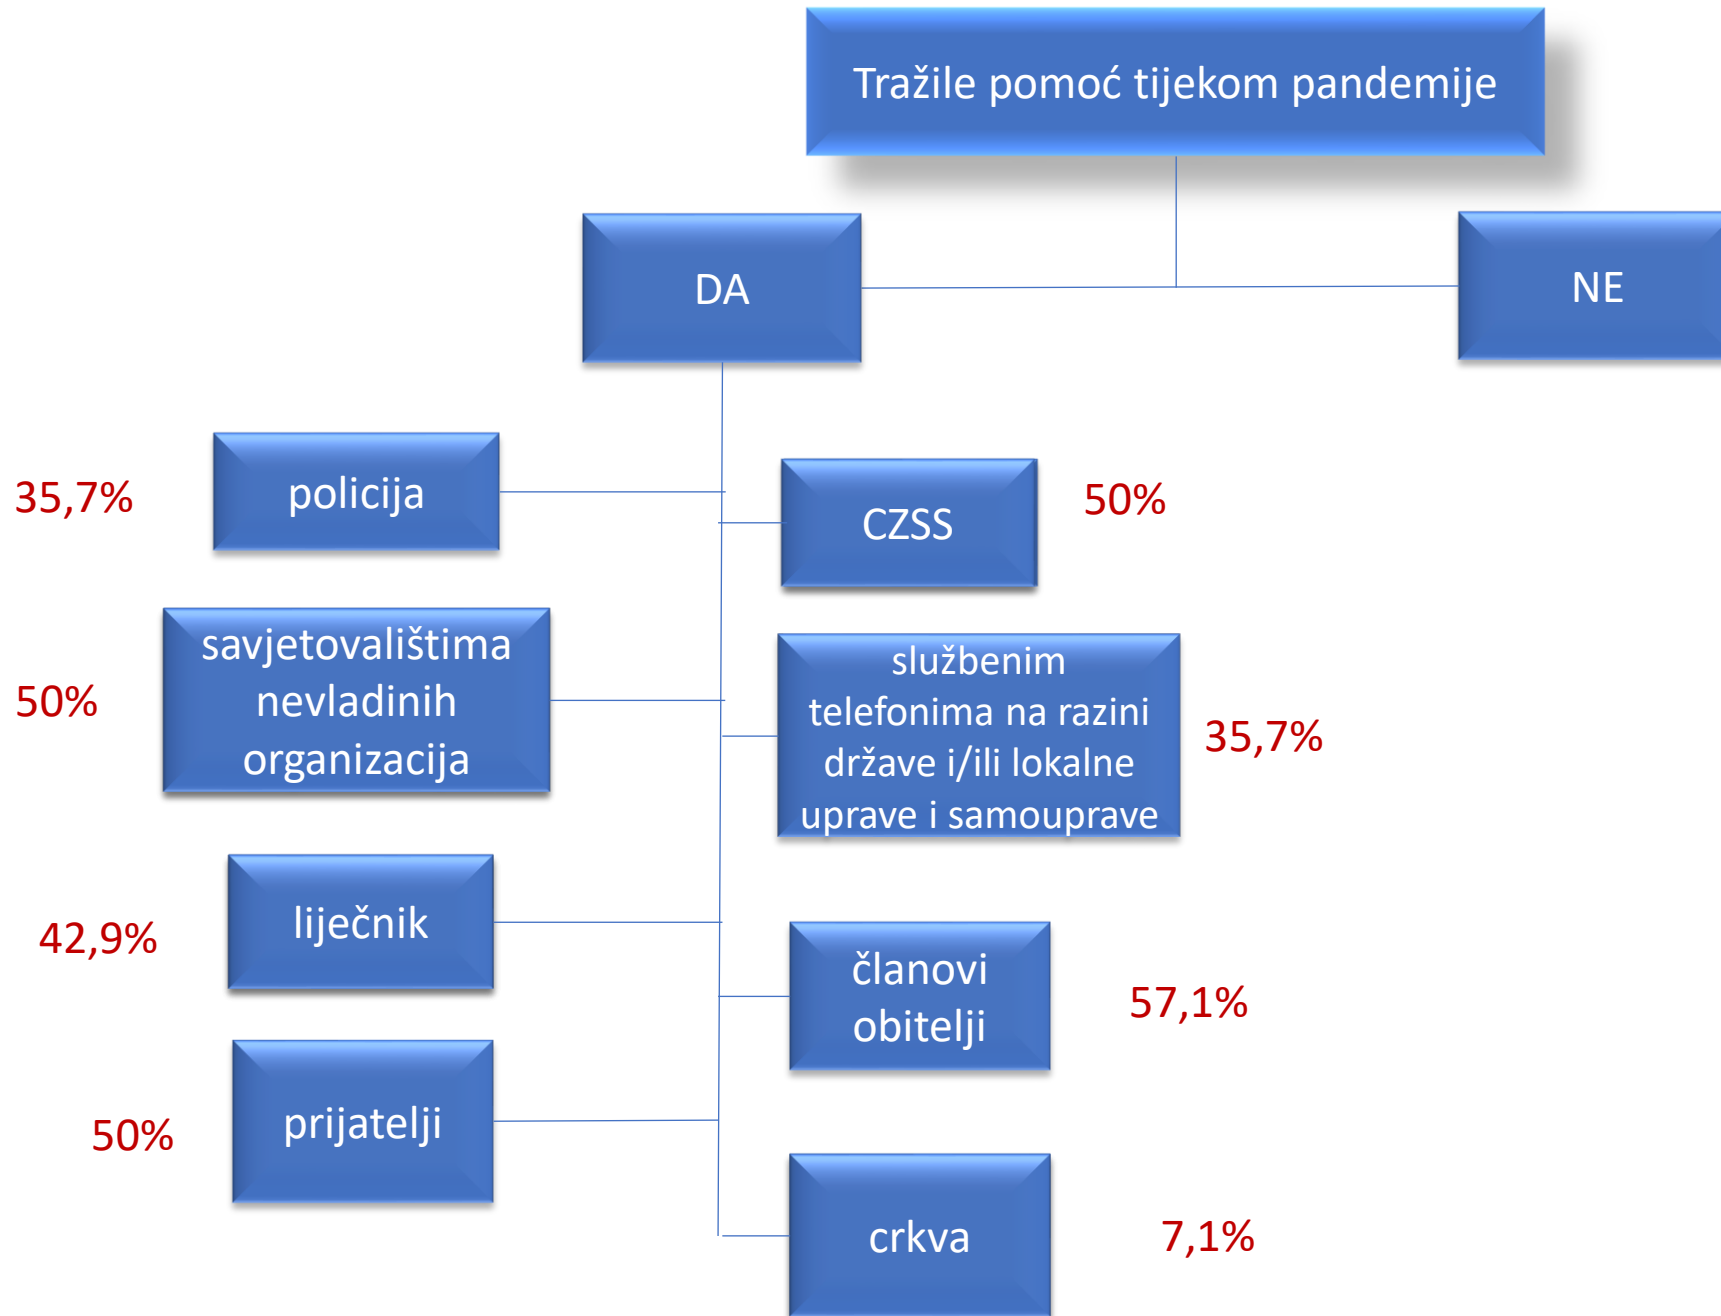 Tražile pomoć tijekom pandemije
DA
NE
35,7%
policija
CZSS
50%
50%
savjetovalištima
nevladinih
organizacija
službenim
telefonima na razini
države i/ili lokalne
uprave i samouprave
35,7%
42,9%
liječnik
članovi
obitelji
57,1%
50%
prijatelji
crkva
7,1%